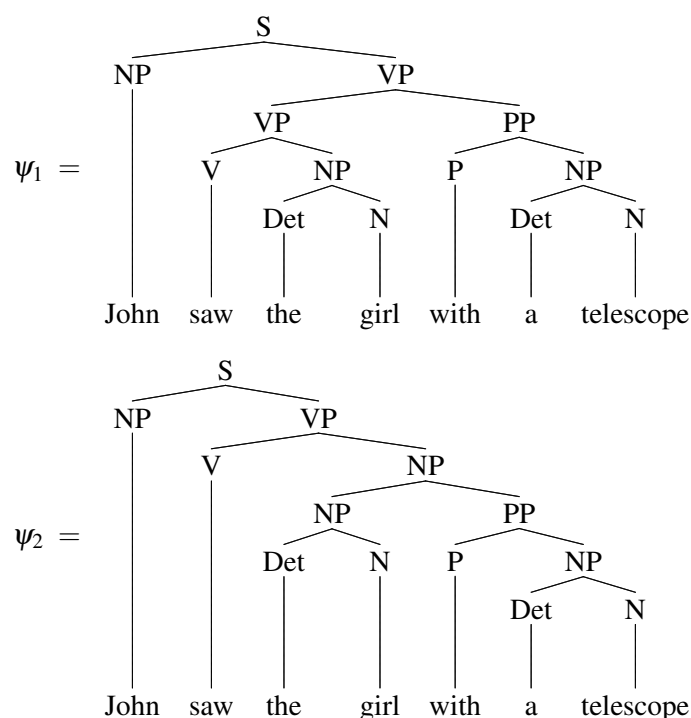 S
NP VP
VP PP
ψ₁ = V NP P NP
Det N Det N
John saw the girl with a telescope
S
NP VP
V NP
NP PP
ψ₂ = Det N P NP
Det N
John saw the girl with a telescope